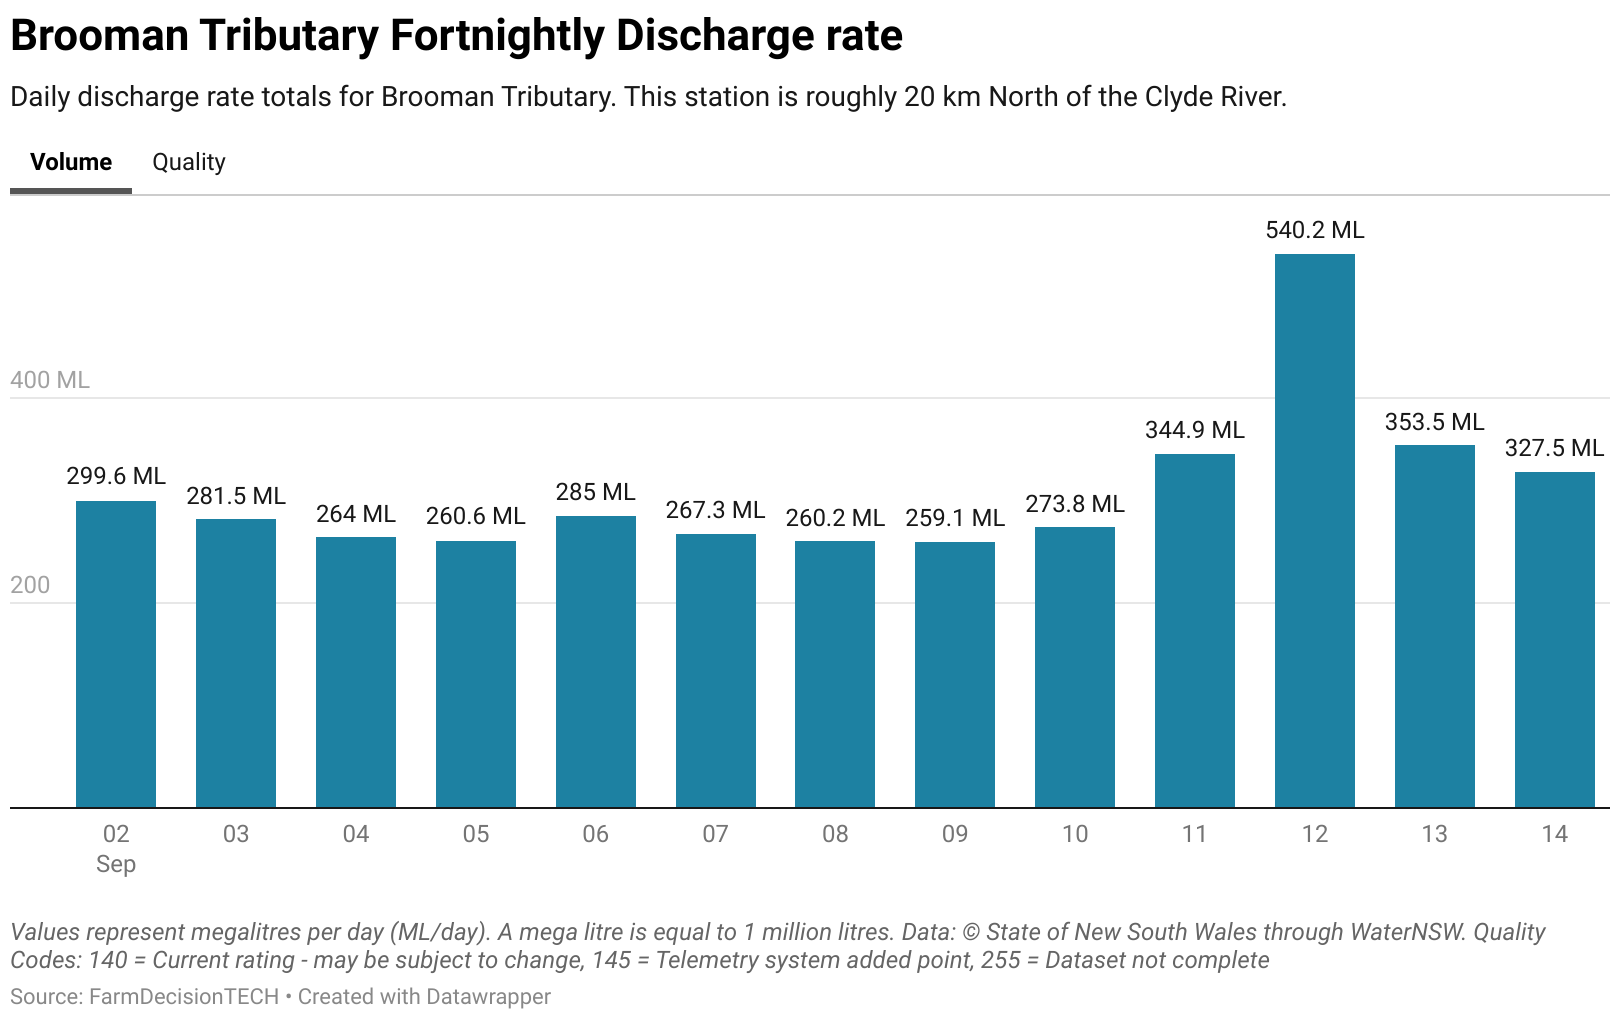 Brooman Tributary Fortnightly Discharge rate
Daily discharge rate totals for Brooman Tributary. This station is roughly 20 km North of the Clyde River.
Volume Quality
540.2 ML
400 ML
353.5 ML
344.9 ML
327.5 ML
299.6 ML
281.5 ML
285 ML
264 ML
260.6 ML
267.3 ML
260.2 ML
259.1 ML
273.8 ML
200
02 03 04 05 06 07 08 09 10 11 12 13 14
Sep
Values represent megalitres per day (ML/day). A mega litre is equal to 1 million litres. Data: © State of New South Wales through WaterNSW. Quality
Codes: 140 = Current rating - may be subject to change, 145 = Telemetry system added point, 255 = Dataset not complete
Source: FarmDecisionTECH • Created with Datawrapper